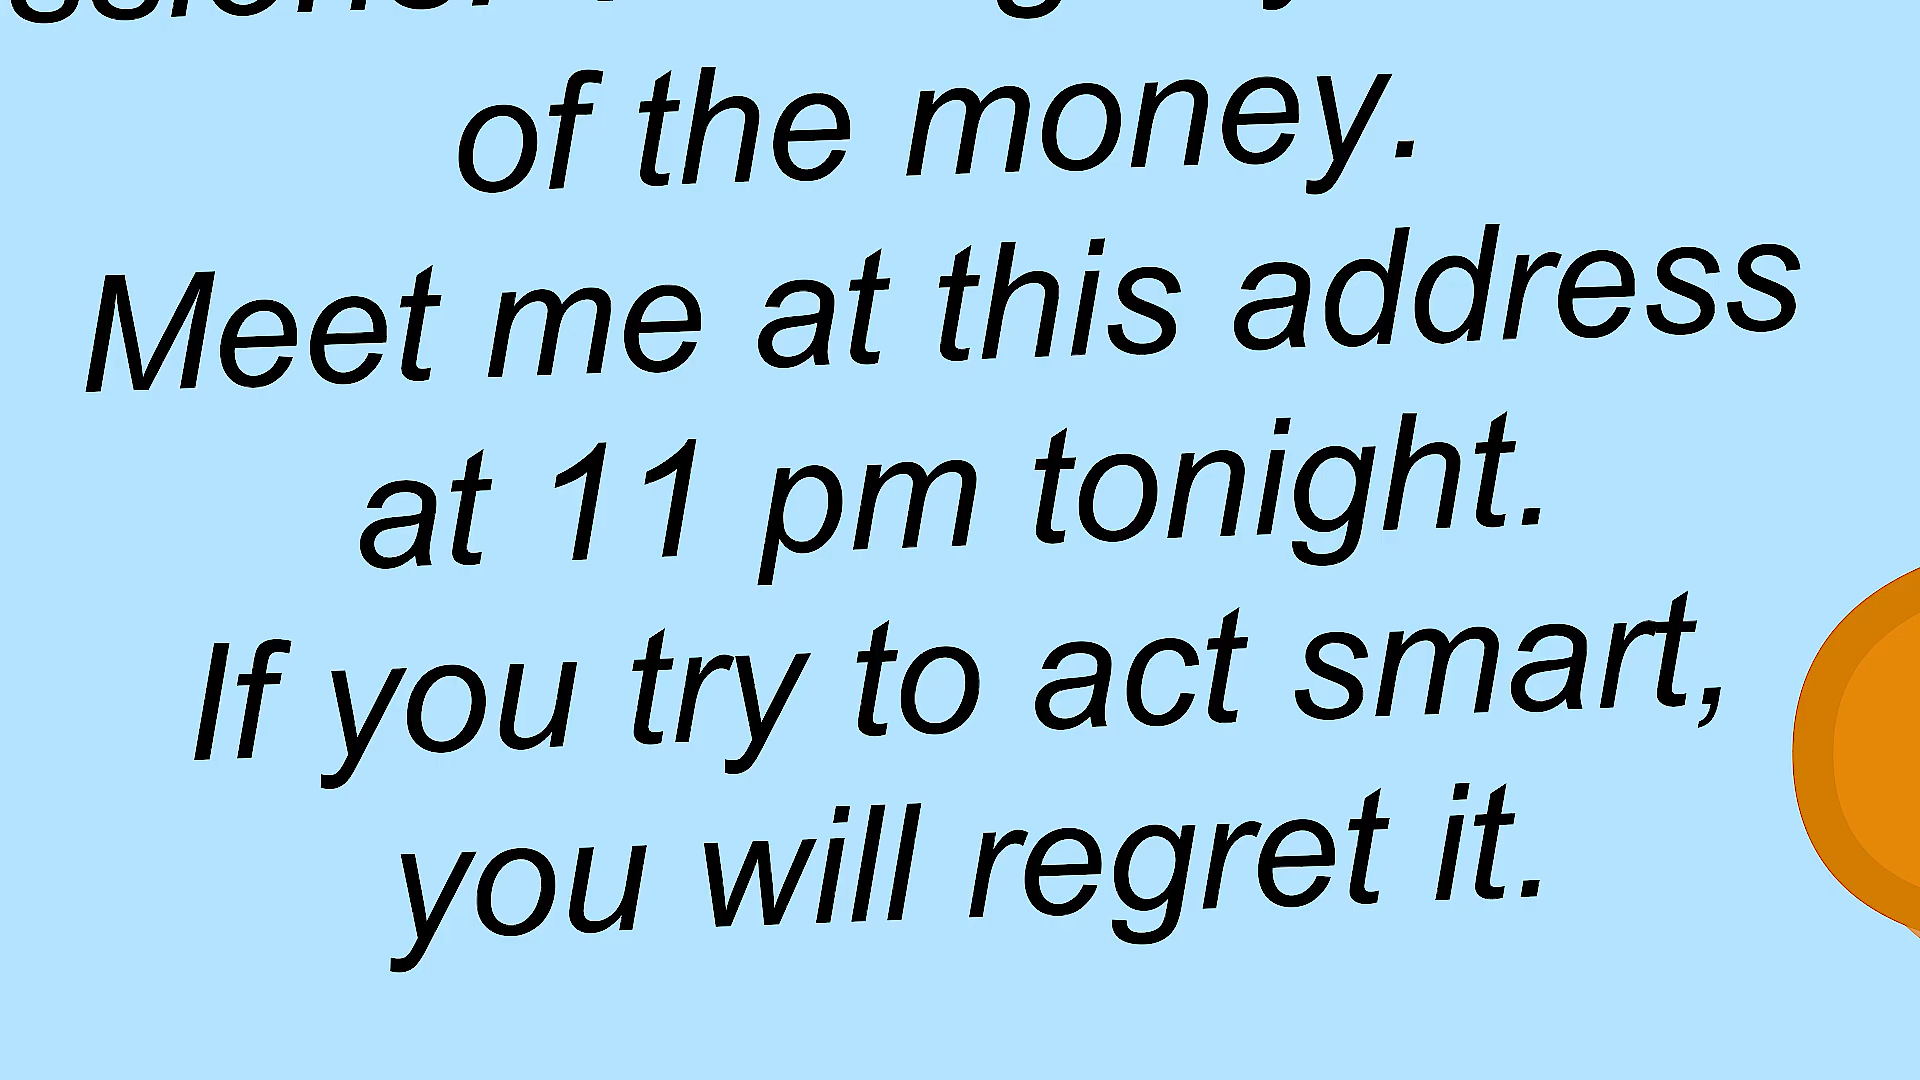 of the money.
Meet me at this address
at 11 pm tonight.
If you try to act smart,
you will regret it.